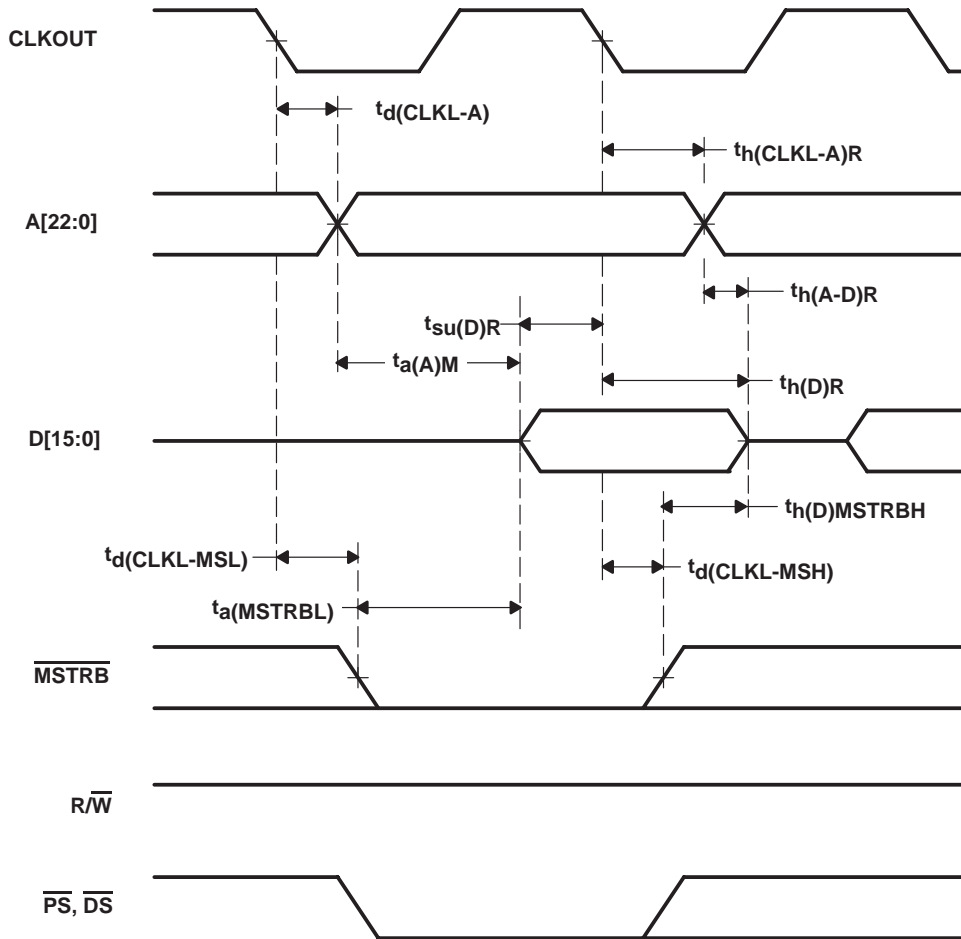 CLKOUT
td(CLKL-A)
th(CLKL-A)R
A[22:0]
th(A-D)R
tsu(D)R
ta(A)M
th(D)R
D[15:0]
th(D)MSTRBH
td(CLKL-MSL)
td(CLKL-MSH)
ta(MSTRBL)
MSTRB
R/W
PS, DS